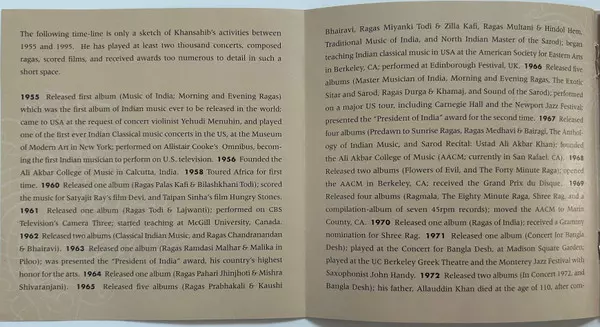 The following time-line is only a sketch of Khansahib's activities between
1955 and 1995. He has played at least two thousand concerts, composed
ragas, scored films, and received awards too numerous to detail in such a
short space.
1955 Released first album (Music of India; Morning and Evening Ragas)
which was the first album of Indian music ever to be released in the world:
came to USA at the request of concert violinist Yehudi Menuhin, and played
one of the first ever Indian Classical music concerts in the US, at the Museum
of Modern Art in New York; performed on Allistair Cooke's Omnibus, becom-
ing the first Indian musician to perform on U.S. television. 1956 Founded the
Ali Akbar College of Music in Calcutta, India. 1958 Toured Africa for first
time. 1960 Released one album (Ragas Palas Kafi & Bilashkhani Todi); scored
the music for Satyajir Ray's film Devi, and Taipan Sinha's film Hungry Stones.
1961 Released one album (Ragas Todi & Lajwanti); performed on CBS
Television's Camera Three; started teaching at McGill University, Canada.
1962 Released two albums (Classical Indian Music, and Ragas Chandranandan
& Bhairavi). 1963 Released one album (Ragas Ramdasi Malhar & Malika in
Piloo); was presented the "President of India" award, his country's highest
honor for the arts. 1964 Released one album (Ragas Pahari Jhinjhoti & Mishra
Shivaranjani). 1965 Released five albums (Ragas Prabhakali & Kaushi
Bhairavi, Ragas Miyanki Todi & Zilla Kafi, Ragas Multani & Hindol Hem,
Traditional Music of India, and North Indian Master of the Sarod); began
teaching Indian classical music in USA at the American Society for Eastern Arts
in Berkeley, CA; performed at Edinborough Festival, UK. 1966 Released five
albums (Master Musician of India, Morning and Evening Ragas, The Exotic
Sitar and Sarod, Ragas Durga & Khamaj, and Sound of the Sarod); performed
on a major US tour, including Carnegie Hall and the Newport Jazz Festival;
presented the "President of India" award for the second time. 1967 Released
four albums (Predawn to Sunrise Ragas, Ragas Medhavi & Bairagi, The Anthol-
ogy of Indian Music, and Sarod Recital: Ustad Ali Akbar Khan); founded
the Ali Akbar College of Music (AACM; currently in San Rafael, CA). 1968
Released two albums (Flowers of Evil, and The Forty Minute Raga); opened
the AACM in Berkeley, CA; received the Grand Prix du Disque. 1969
Released four albums (Ragmala, The Eighty Minute Raga, Shree Rag, and a
compilation-album of seven 45rpm records); moved the AACM to Marin
County, CA. 1970 Released one album (Ragas of India); received a Grammy
nomination for Shree Rag. 1971 Released one album (Concert for Bangla
Desh); played at the Concert for Bangla Desh, at Madison Square Garden;
played at the UC Berkeley Greek Theatre and the Monterey Jazz Festival with
Saxophonist John Handy. 1972 Released two albums (In Concert 1972, and
Bangla Desh); his father, Allauddin Khan died at the age of 110, after com-